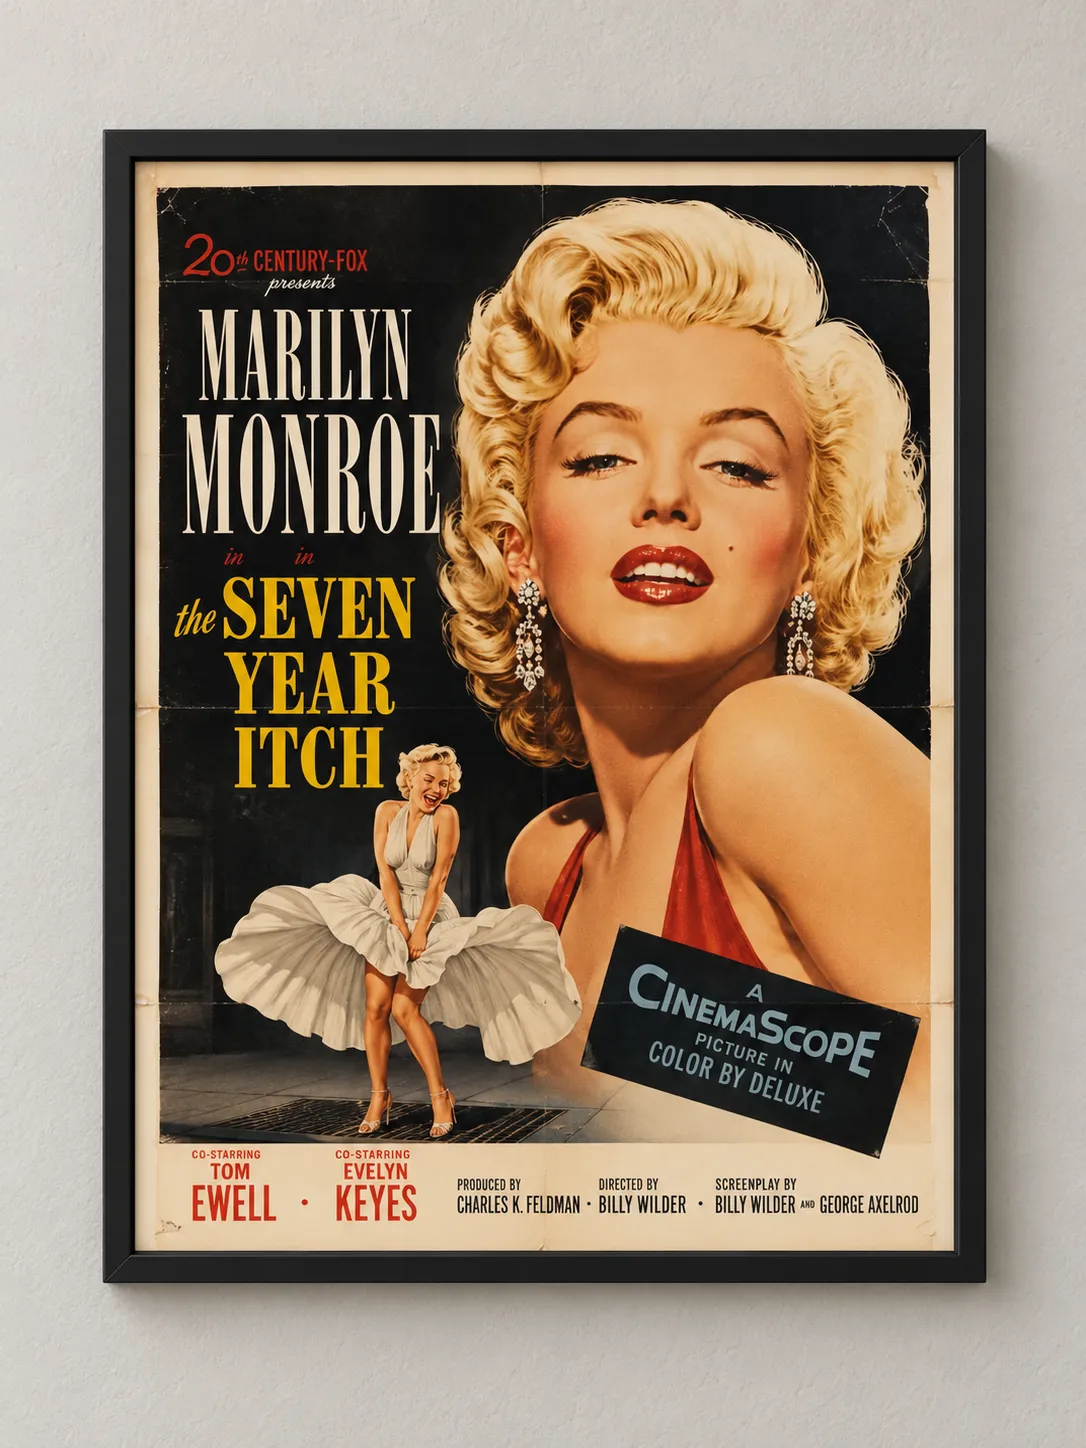 20th CENTURY-FOX
presents
MARILYN
MONROE
in in
the SEVEN
YEAR
ITCH
A
CINEMASCOPE
PICTURE IN
COLOR BY DELUXE
CO-STARRING
TOM
EWELL
•
CO-STARRING
EVELYN
KEYES
PRODUCED BY
CHARLES K. FELDMAN •
DIRECTED BY
BILLY WILDER •
SCREENPLAY BY
BILLY WILDER AND GEORGE AXELROD